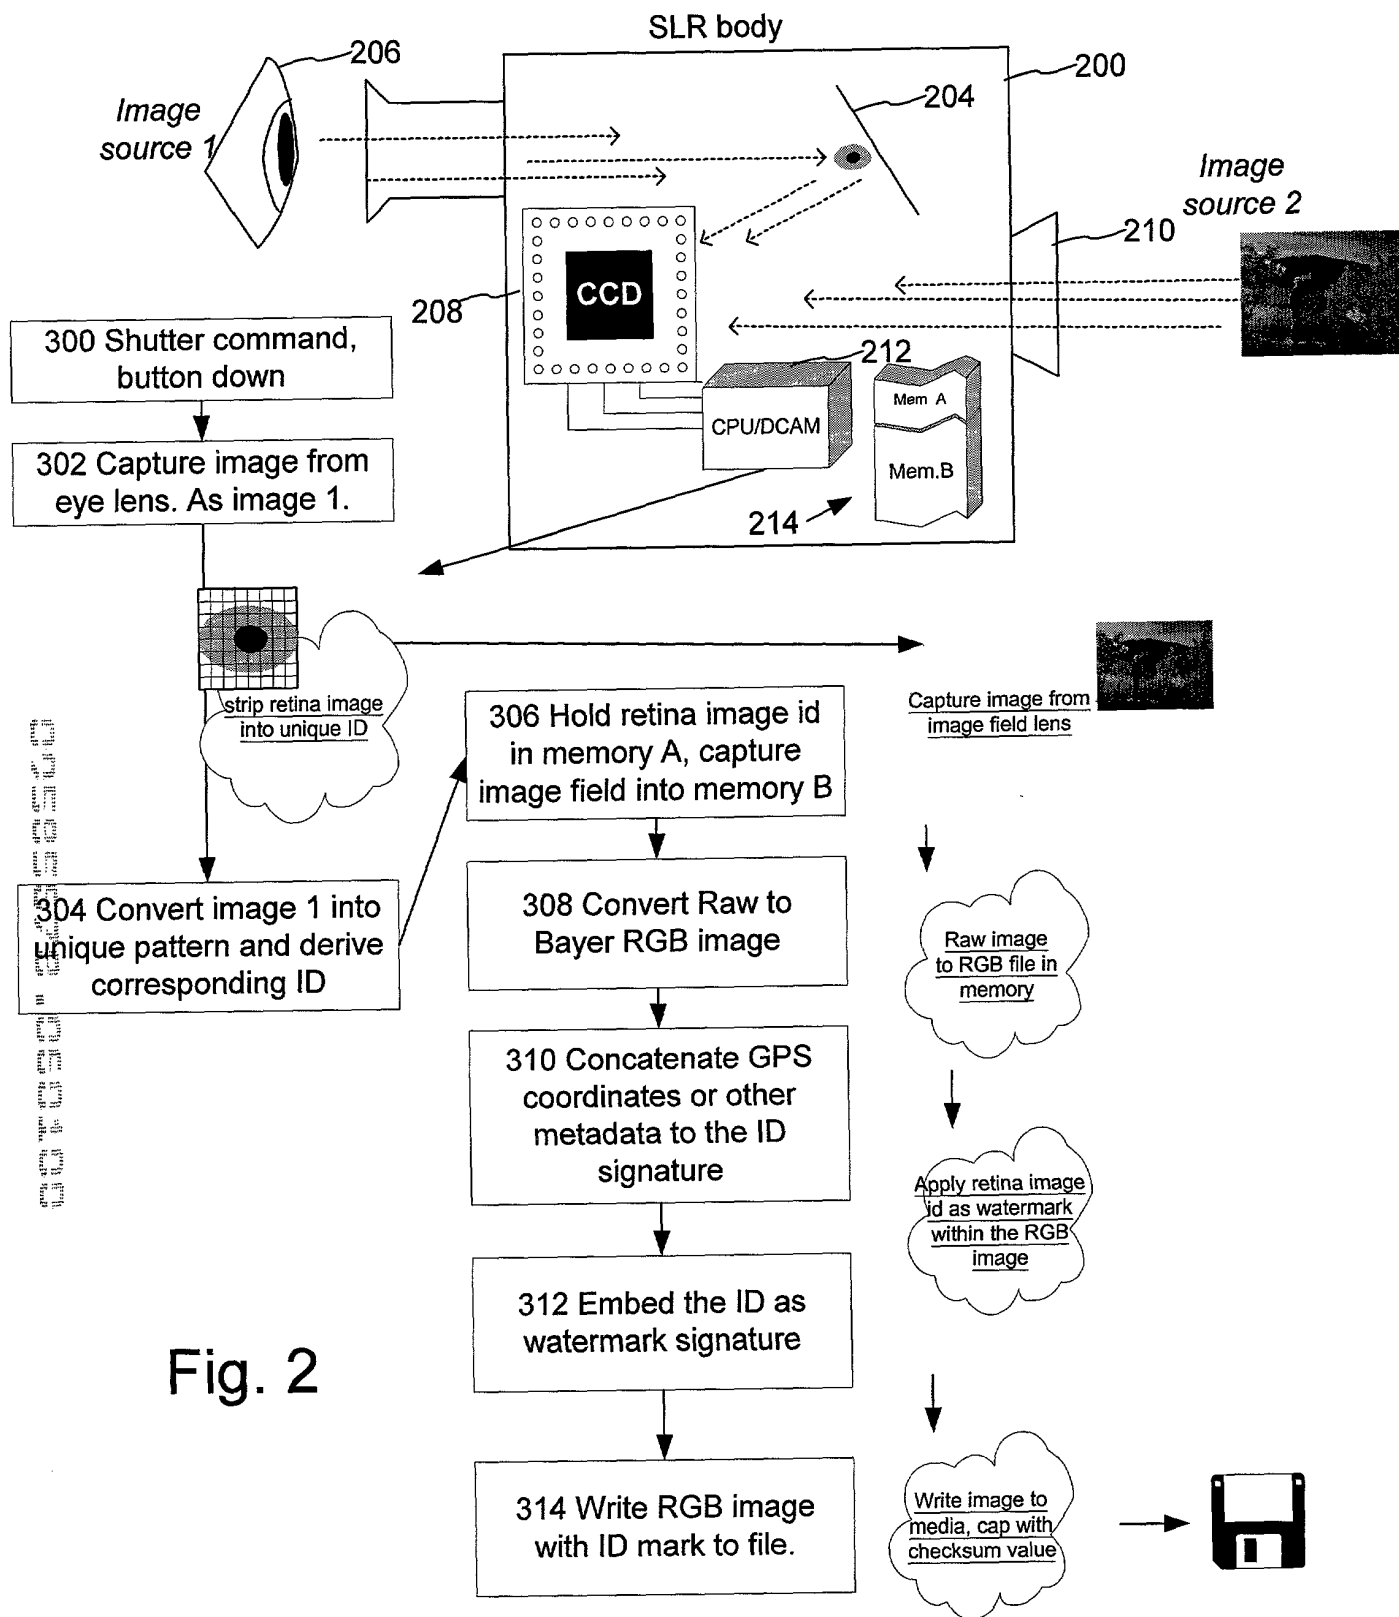 SLR body
206
200
204
Image
source 1
Image
source 2
210
CCD
208
212
CPU/DCAM
Mem A
Mem.B
214
300 Shutter command,
button down
302 Capture image from
eye lens. As image 1.
strip retina image
into unique ID
304 Convert image 1 into
unique pattern and derive
corresponding ID
306 Hold retina image id
in memory A, capture
image field into memory B
308 Convert Raw to
Bayer RGB image
310 Concatenate GPS
coordinates or other
metadata to the ID
signature
312 Embed the ID as
watermark signature
314 Write RGB image
with ID mark to file.
Capture image from
image field lens
Raw image
to RGB file in
memory
Apply retina image
id as watermark
within the RGB
image
Write image to
media, cap with
checksum value
Fig. 2